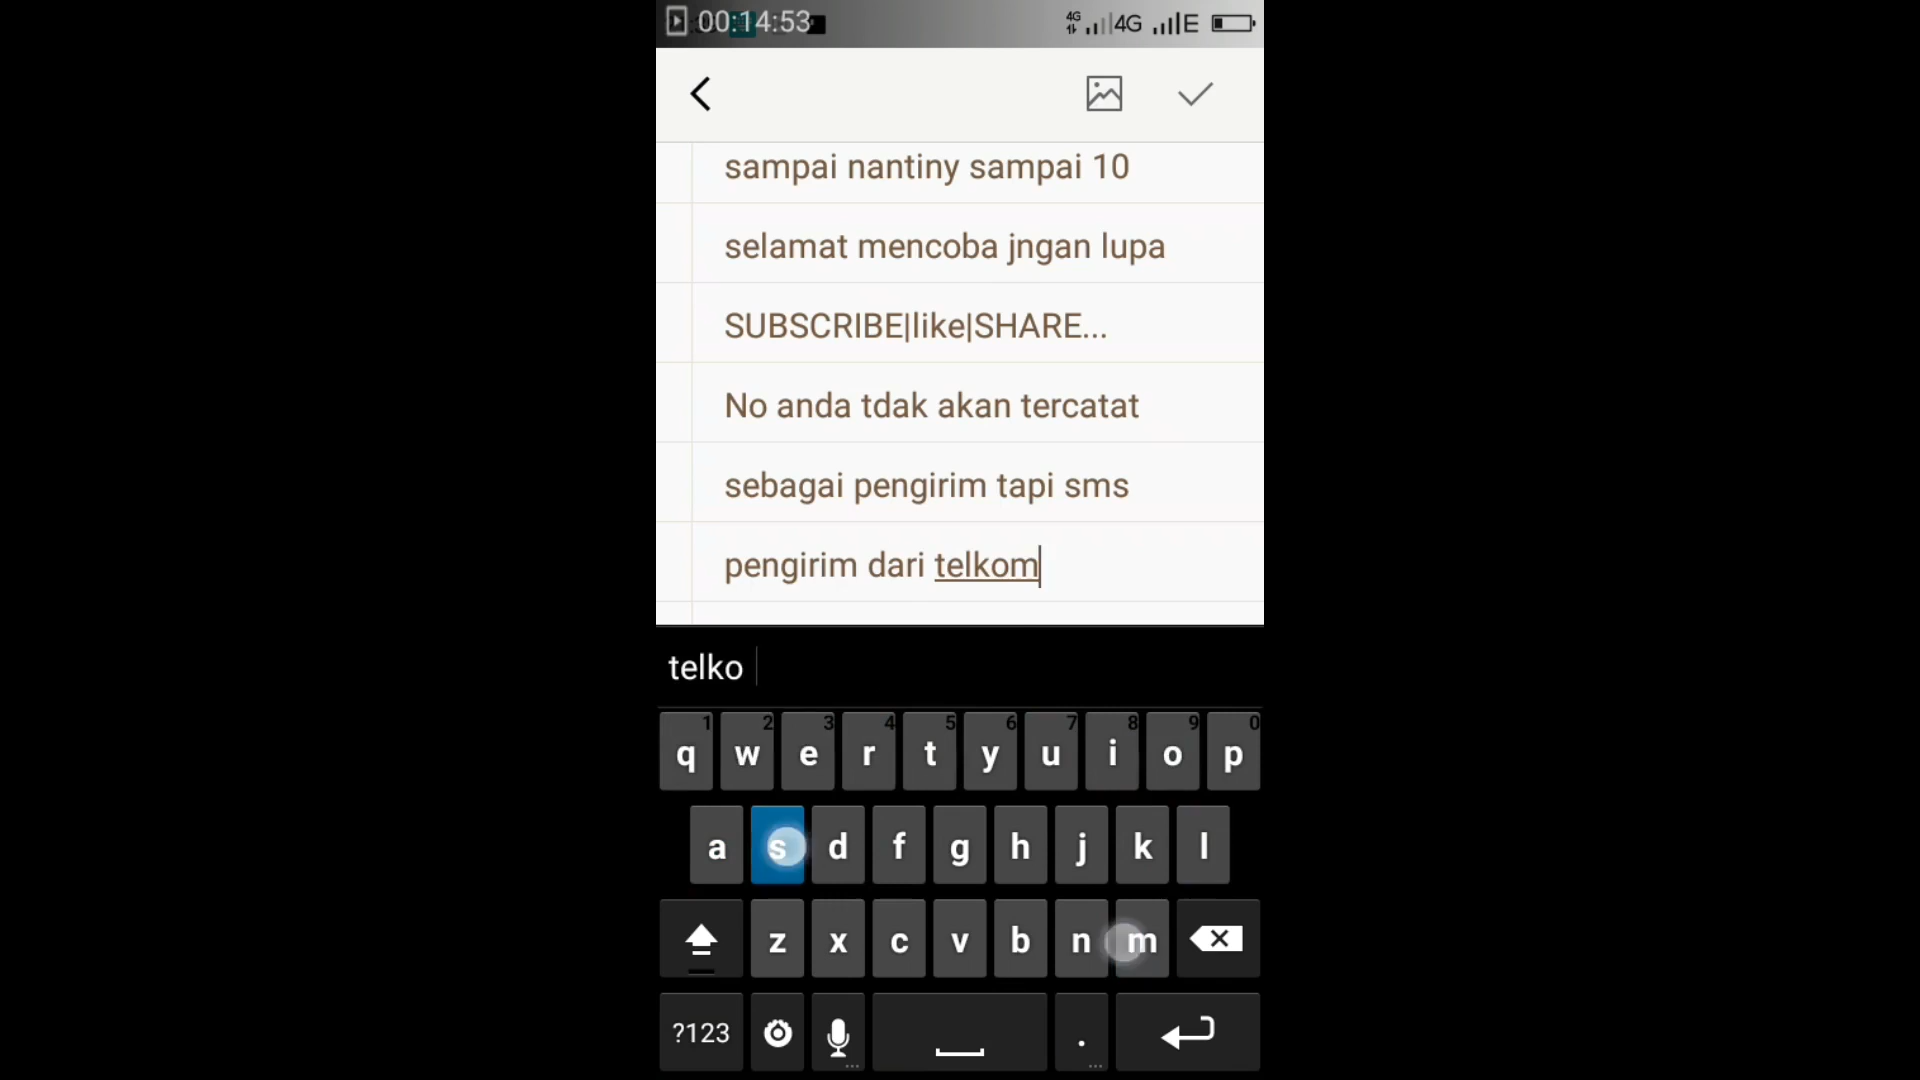 00:14:53
4G 4G E
sampai nantiny sampai 10
selamat mencoba jngan lupa
SUBSCRIBE|like|SHARE...
No anda tdak akan tercatat
sebagai pengirim tapi sms
pengirim dari telkom
telko
1 2 3 4 5 6 7 8 9 0
q w e r t y u i o p
a s d f g h j k l
z x c v b n m
?123 .